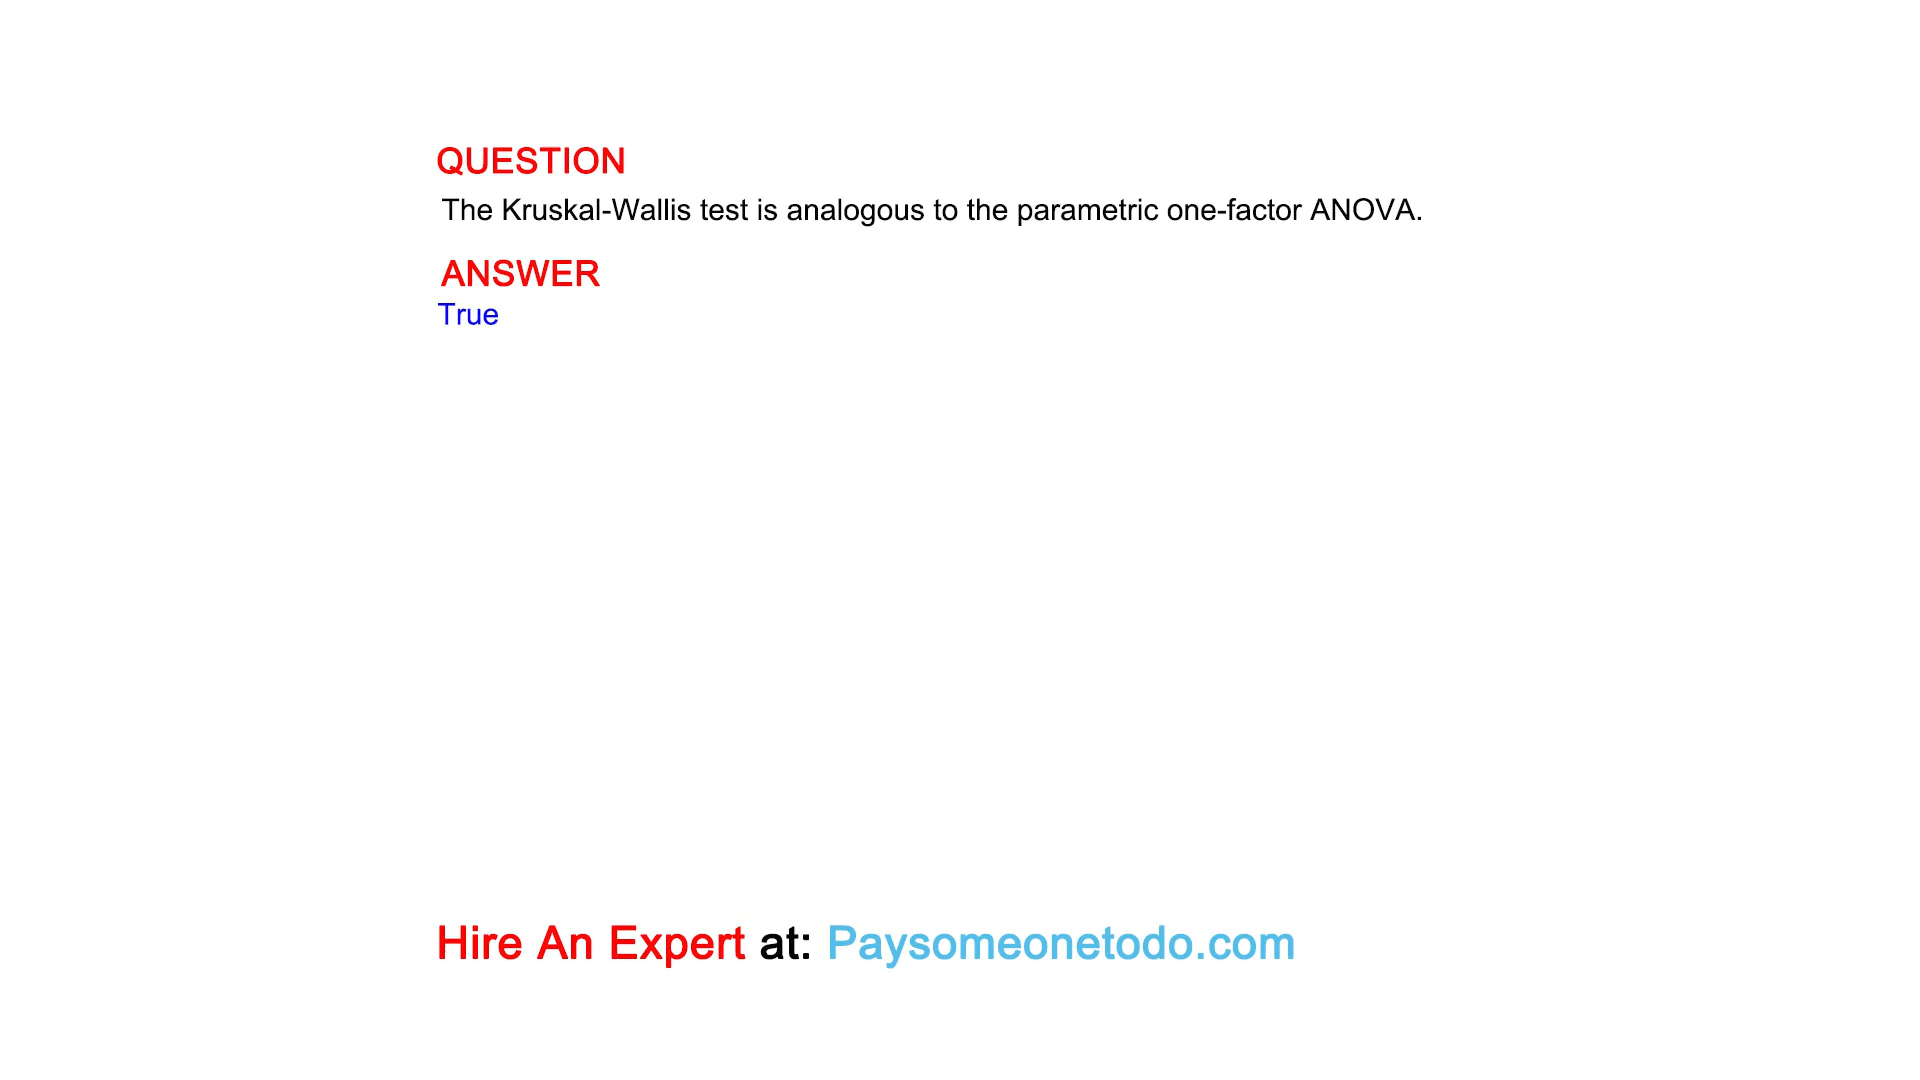 QUESTION
The Kruskal-Wallis test is analogous to the parametric one-factor ANOVA.
ANSWER
True
Hire An Expert at: Paysomeonetodo.com